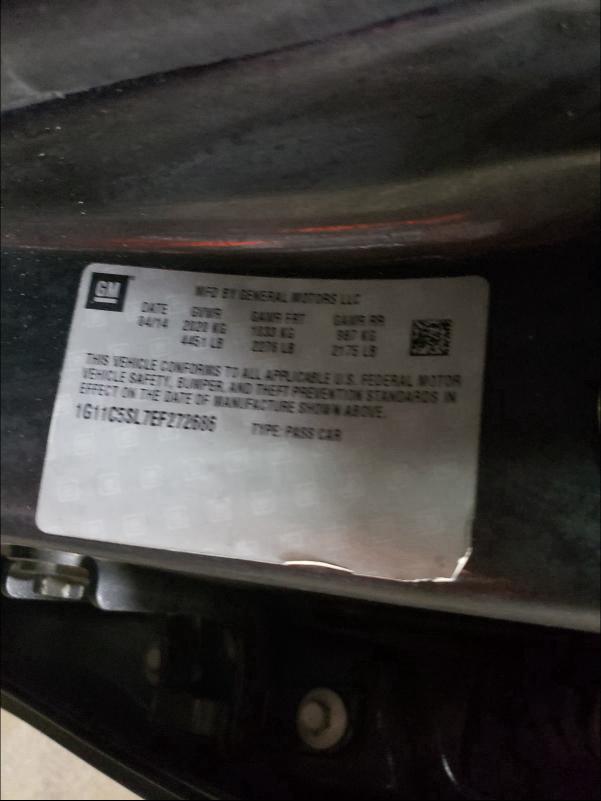 GM
MFD BY GENERAL MOTORS LLC
DATE GVWR GAWR FRT GAWR RR
04/14 2020 KG 1033 KG 987 KG
4451 LB 2276 LB 2175 LB
THIS VEHICLE CONFORMS TO ALL APPLICABLE U.S. FEDERAL MOTOR
VEHICLE SAFETY, BUMPER, AND THEFT PREVENTION STANDARDS IN
EFFECT ON THE DATE OF MANUFACTURE SHOWN ABOVE.
1G11C5SL7EF272686 TYPE: PASS CAR